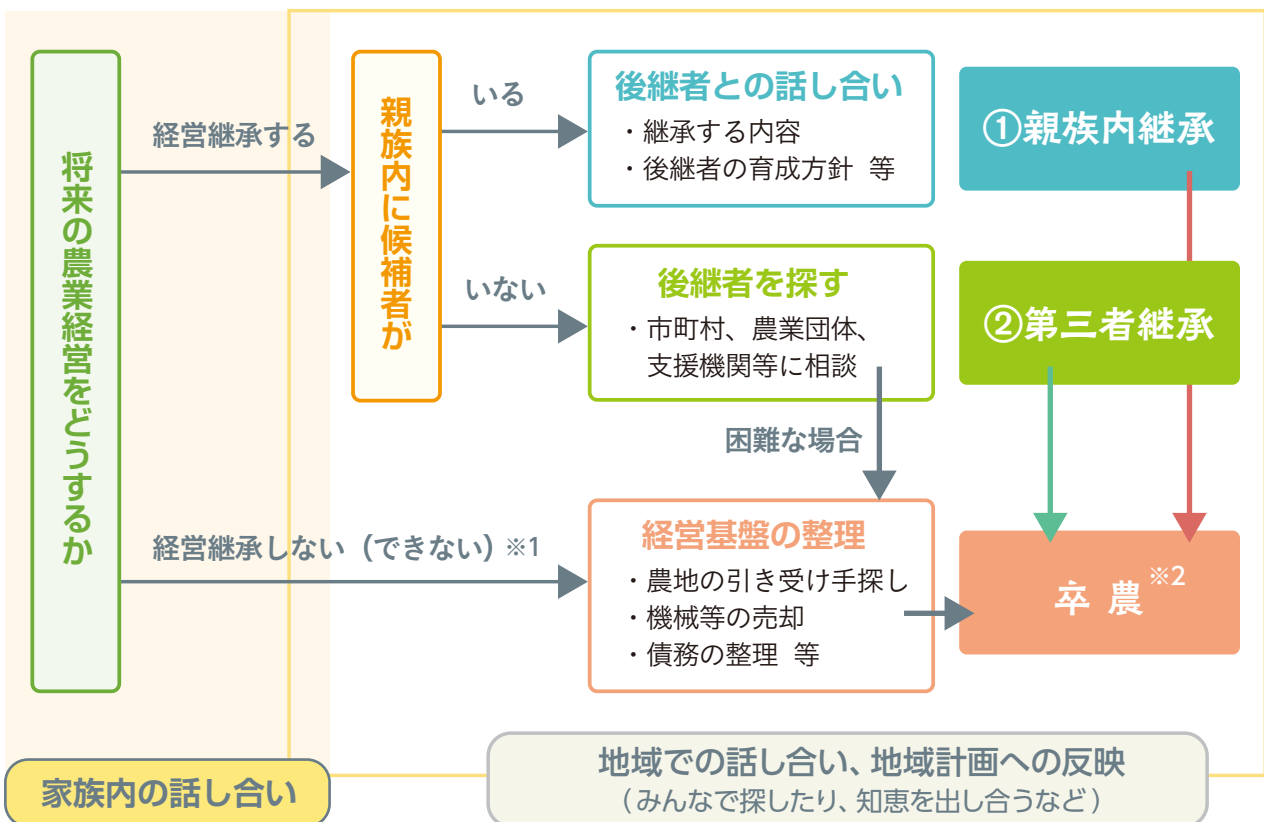 将来の農業経営をどうするか
経営継承する
親族内に候補者が
いる
後継者との話し合い
・継承する内容
・後継者の育成方針 等
①親族内継承
いない
後継者を探す
・市町村、農業団体、
支援機関等に相談
②第三者継承
困難な場合
経営継承しない（できない）※1
経営基盤の整理
・農地の引き受け手探し
・機械等の売却
・債務の整理 等
卒農※2
家族内の話し合い
地域での話し合い、地域計画への反映
（みんなで探したり、知恵を出し合うなど）